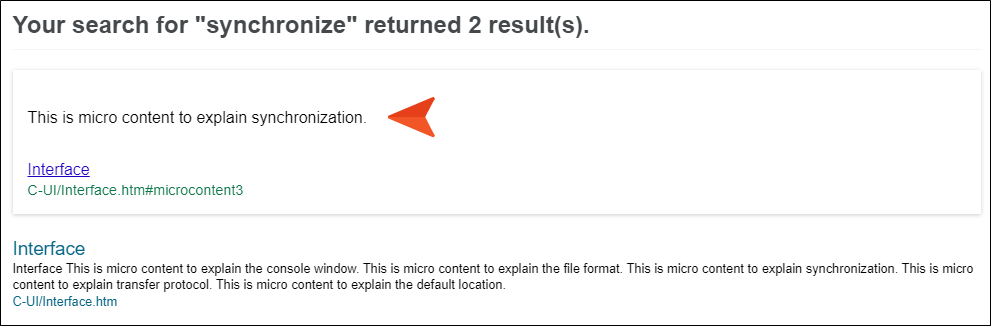 Your search for "synchronize" returned 2 result(s).
This is micro content to explain synchronization.
Interface
C-UI/Interface.htm#microcontent3
Interface
Interface This is micro content to explain the console window. This is micro content to explain the file format. This is micro content to explain synchronization. This is micro
content to explain transfer protocol. This is micro content to explain the default location.
C-UI/Interface.htm